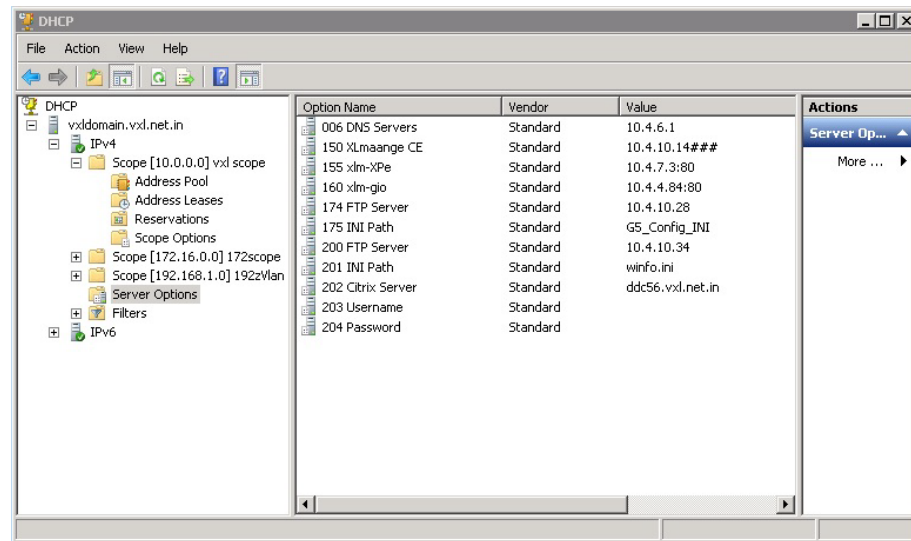 DHCP
File Action View Help
DHCP
vxldomain.vxl.net.in
IPv4
Scope [10.0.0.0] vxl scope
Address Pool
Address Leases
Reservations
Scope Options
Scope [172.16.0.0] 172scope
Scope [192.168.1.0] 192zVlan
Server Options
Filters
IPv6
Option Name Vendor Value
006 DNS Servers Standard 10.4.6.1
150 XLmaange CE Standard 10.4.10.14###
155 xlm-XPe Standard 10.4.7.3:80
160 xlm-gio Standard 10.4.4.84:80
174 FTP Server Standard 10.4.10.28
175 INI Path Standard G5_Config_INI
200 FTP Server Standard 10.4.10.34
201 INI Path Standard winfo.ini
202 Citrix Server Standard ddc56.vxl.net.in
203 Username Standard
204 Password Standard
Actions
Server Op...
More ...